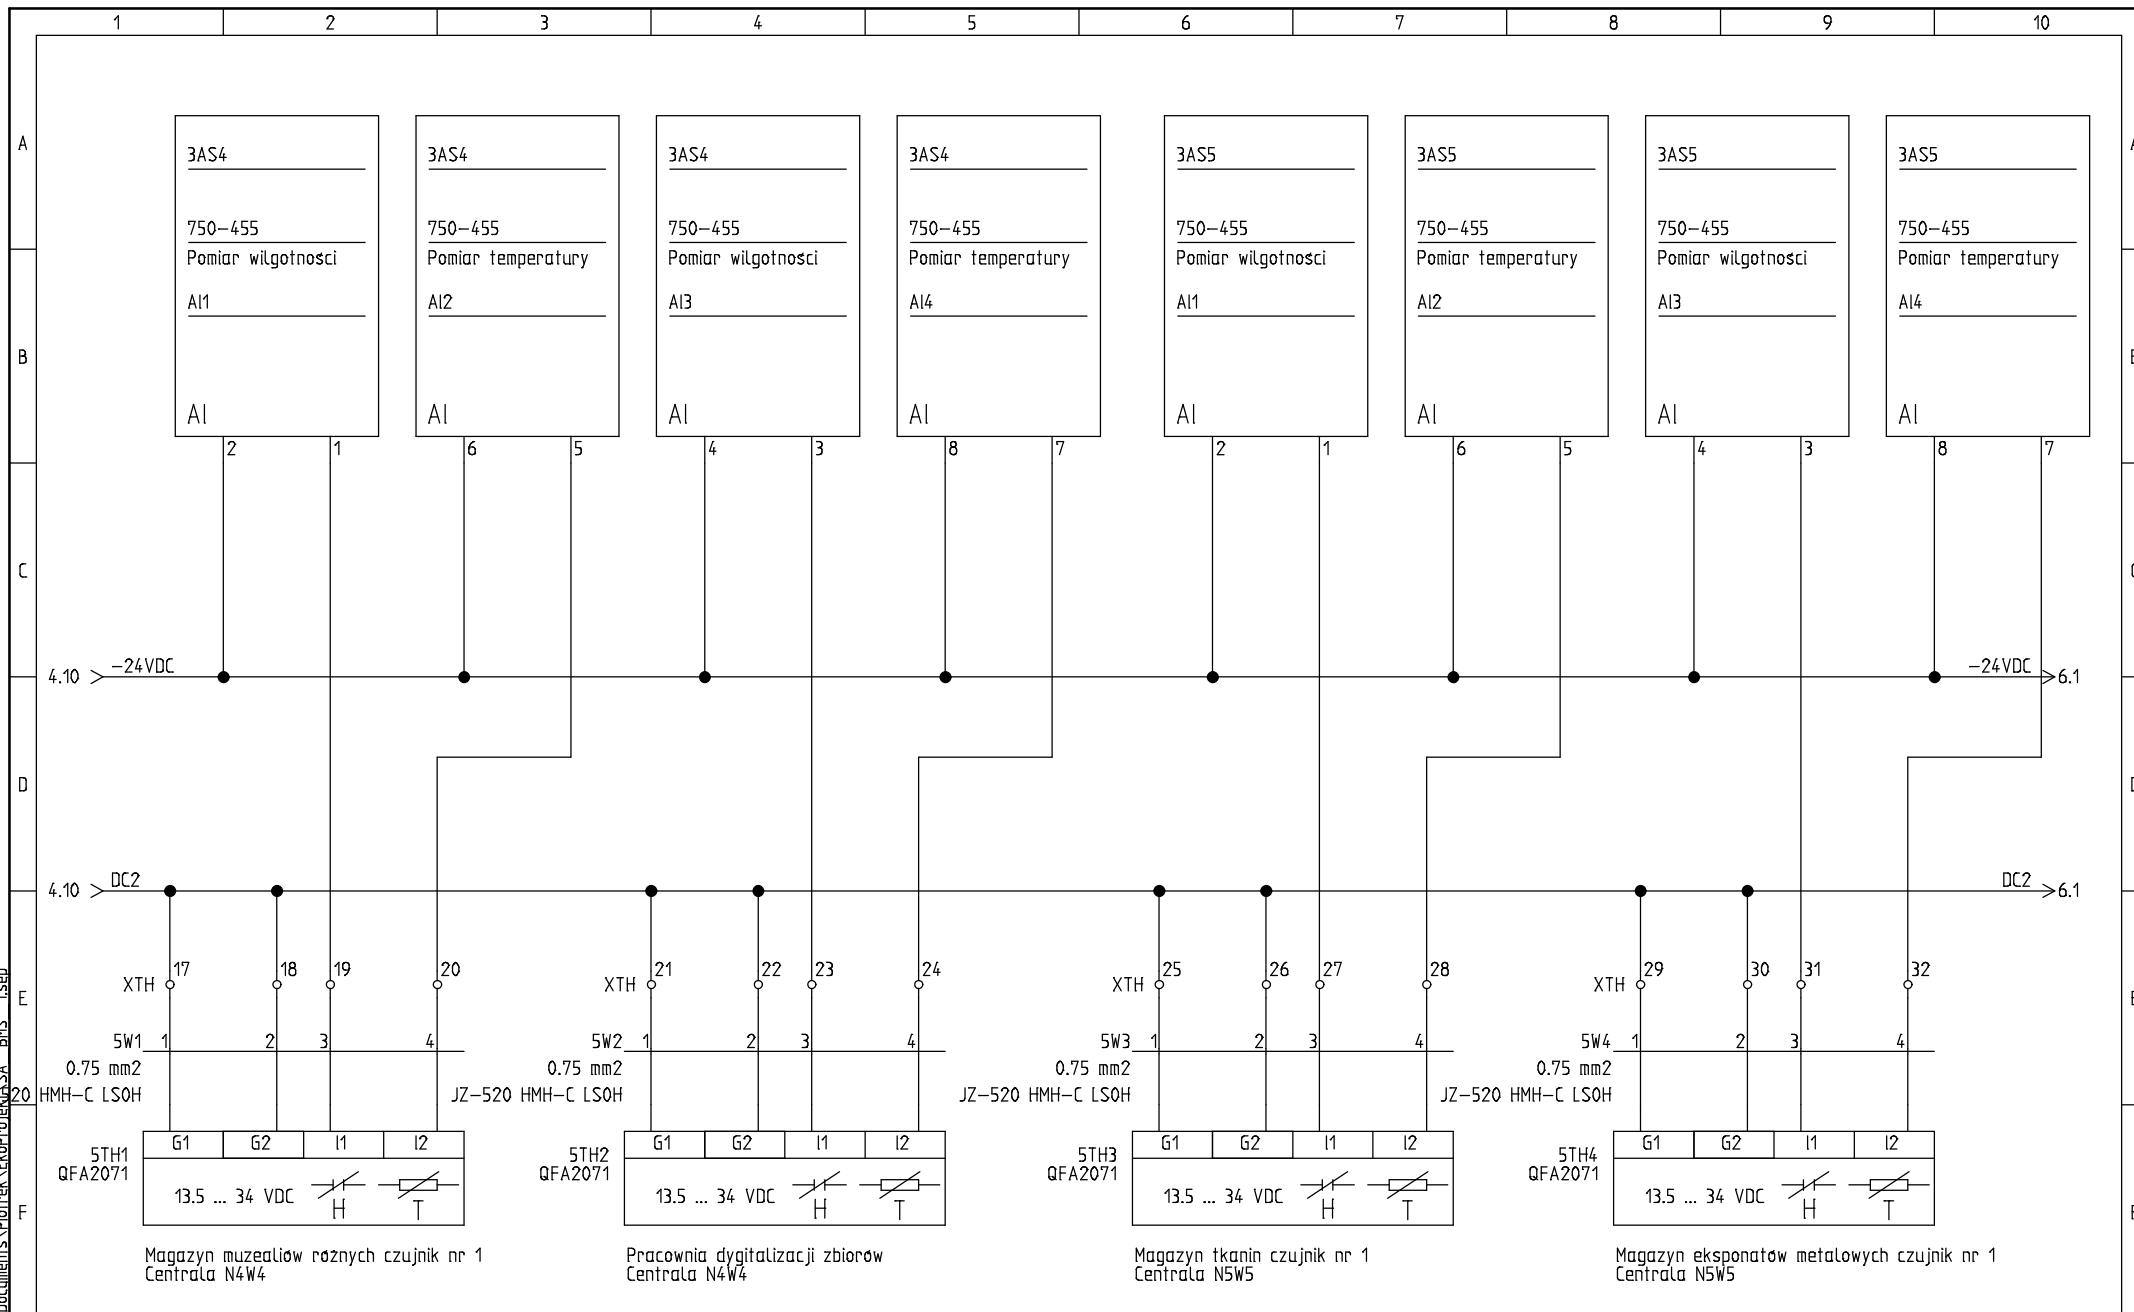 1 2 3 4 5 6 7 8 9 10
A
3AS4 3AS4 3AS4 3AS4 3AS5 3AS5 3AS5 3AS5
750-455 750-455 750-455 750-455 750-455 750-455 750-455 750-455
Pomiar wilgotności Pomiar temperatury Pomiar wilgotności Pomiar temperatury Pomiar wilgotności Pomiar temperatury Pomiar wilgotności Pomiar temperatury
AI1 AI2 AI3 AI4 AI1 AI2 AI3 AI4
B
AI AI AI AI AI AI AI AI
2 1 6 5 4 3 8 7 2 1 6 5 4 3 8 7
C
4.10 -24VDC -24VDC 6.1
D
4.10 DC2 DC2 6.1
17 18 19 20 21 22 23 24 25 26 27 28 29 30 31 32
XTH XTH XTH XTH
E
5W1 1 2 3 4 5W2 1 2 3 4 5W3 1 2 3 4 5W4 1 2 3 4
0.75 mm2 0.75 mm2 0.75 mm2 0.75 mm2
20 HMH-C LSOH JZ-520 HMH-C LSOH JZ-520 HMH-C LSOH JZ-520 HMH-C LSOH
G1 G2 I1 I2 G1 G2 I1 I2 G1 G2 I1 I2 G1 G2 I1 I2
5TH1 5TH2 5TH3 5TH4
QFA2071 QFA2071 QFA2071 QFA2071
13.5 ... 34 VDC 13.5 ... 34 VDC 13.5 ... 34 VDC 13.5 ... 34 VDC
H T H T H T H T
F
Magazyn muzealiów różnych czujnik nr 1 Pracownia dygitalizacji zbiorów Magazyn tkanin czujnik nr 1 Magazyn eksponatów metalowych czujnik nr 1
Centrala N4W4 Centrala N4W4 Centrala N5W5 Centrala N5W5